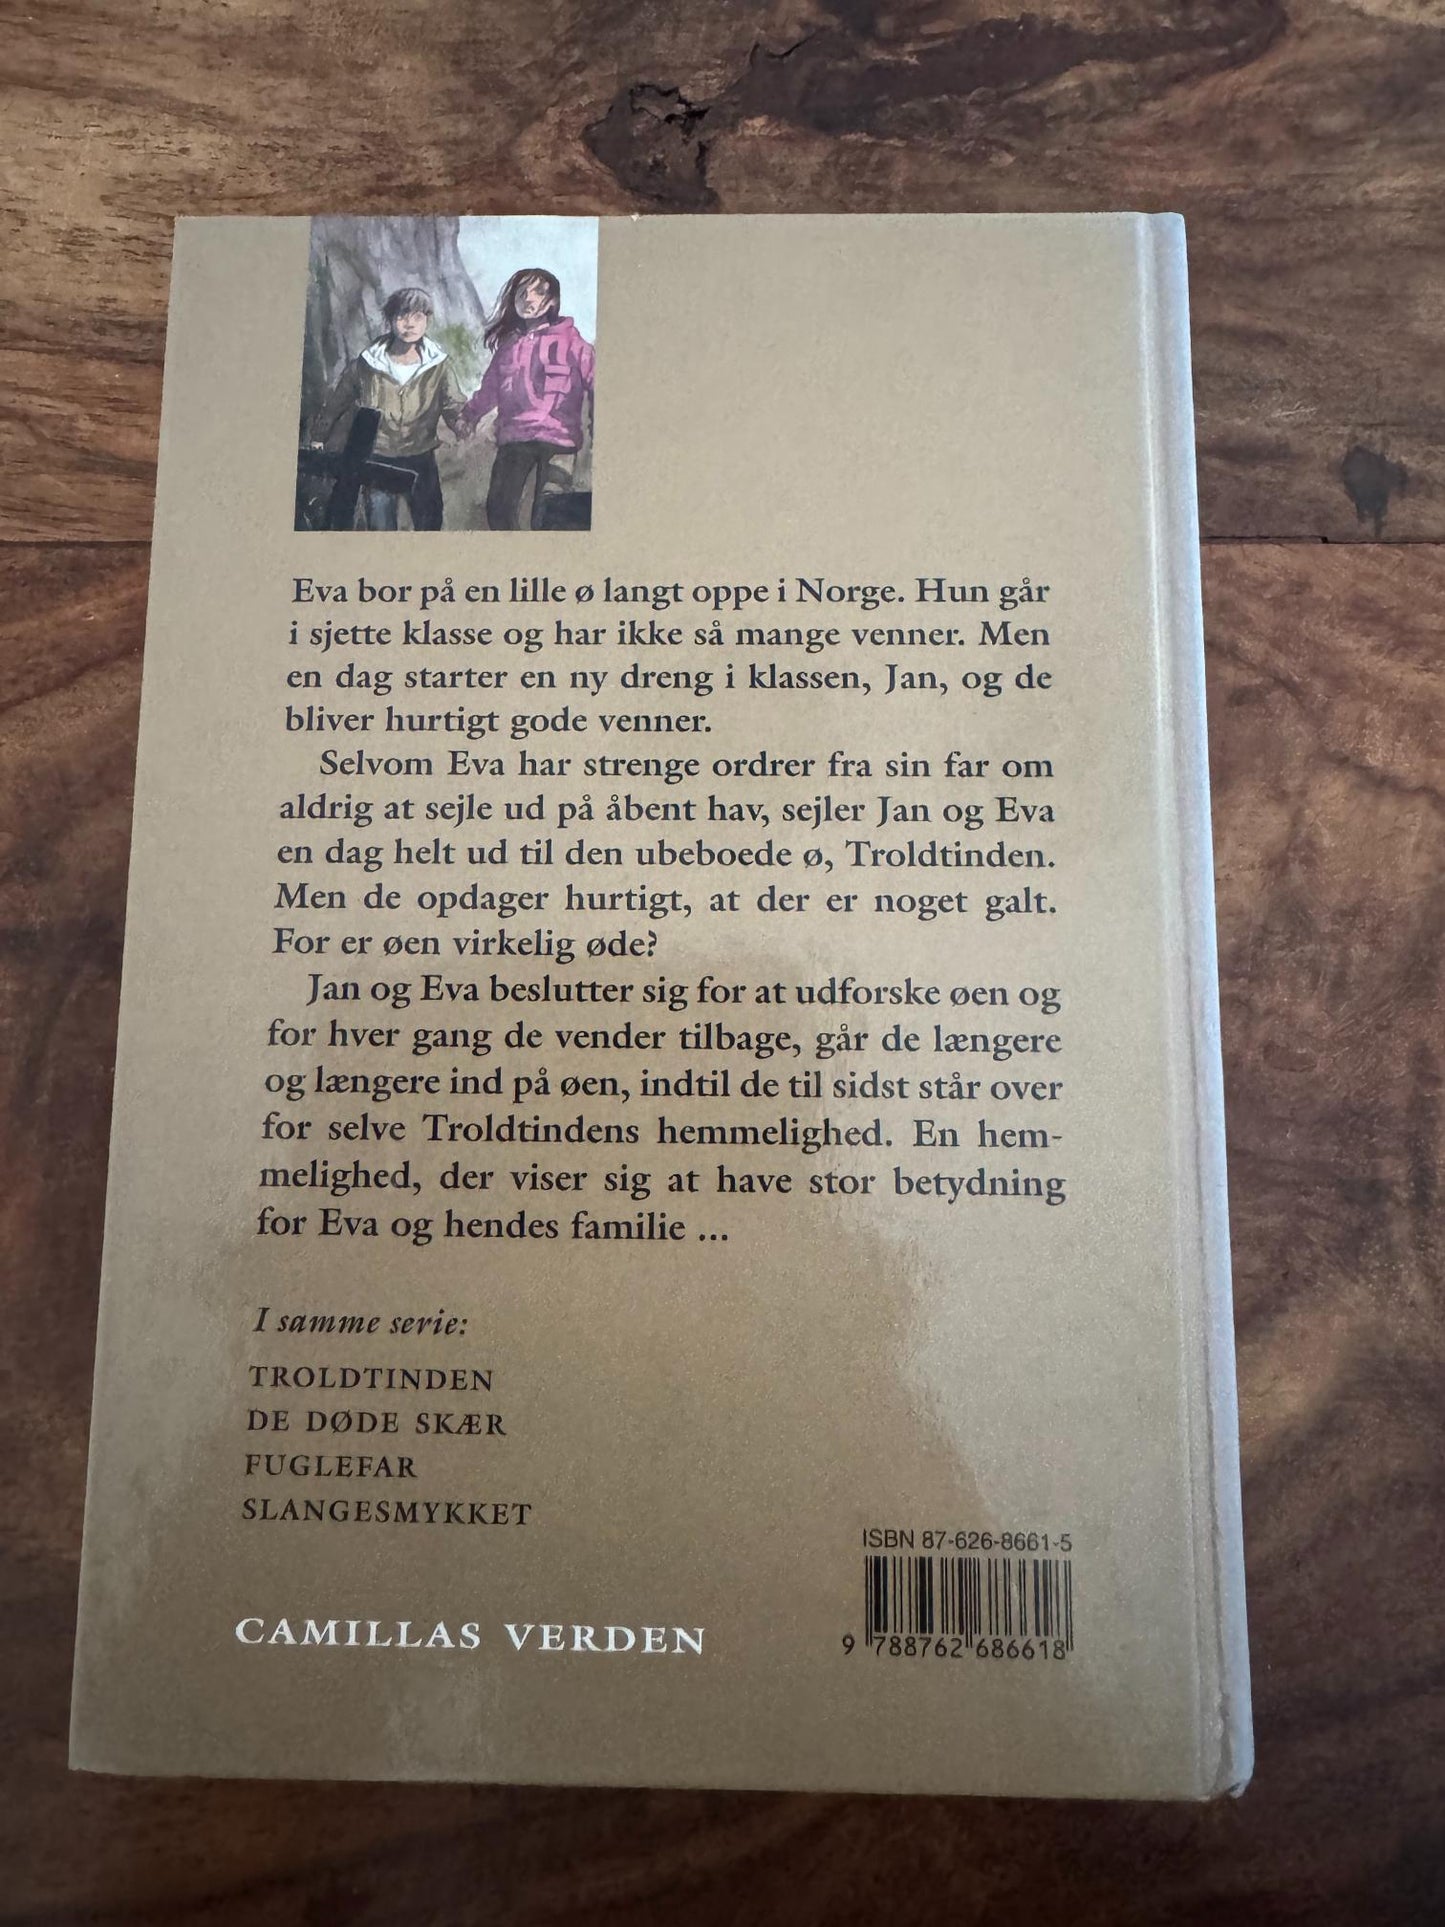 Eva bor på en lille ø langt oppe i Norge. Hun går
i sjette klasse og har ikke så mange venner. Men
en dag starter en ny dreng i klassen, Jan, og de
bliver hurtigt gode venner.
Selvom Eva har strenge ordrer fra sin far om
aldrig at sejle ud på åbent hav, sejler Jan og Eva
en dag helt ud til den ubeboede ø, Troldtinden.
Men de opdager hurtigt, at der er noget galt.
For er øen virkelig øde?
Jan og Eva beslutter sig for at udforske øen og
for hver gang de vender tilbage, går de længere
og længere ind på øen, indtil de til sidst står over
for selve Troldtindens hemmelighed. En hem-
melighed, der viser sig at have stor betydning
for Eva og hendes familie ...
I samme serie:
TROLDTINDEN
DE DØDE SKÆR
FUGLEFAR
SLANGESMYKKET
ISBN 87-626-8661-5
CAMILLAS VERDEN
9 788762 686618